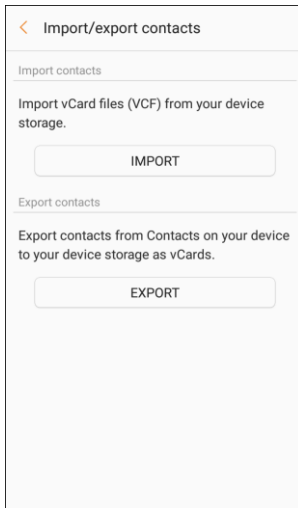 Import/export contacts
Import contacts
Import vCard files (VCF) from your device
storage.
IMPORT
Export contacts
Export contacts from Contacts on your device
to your device storage as vCards.
EXPORT